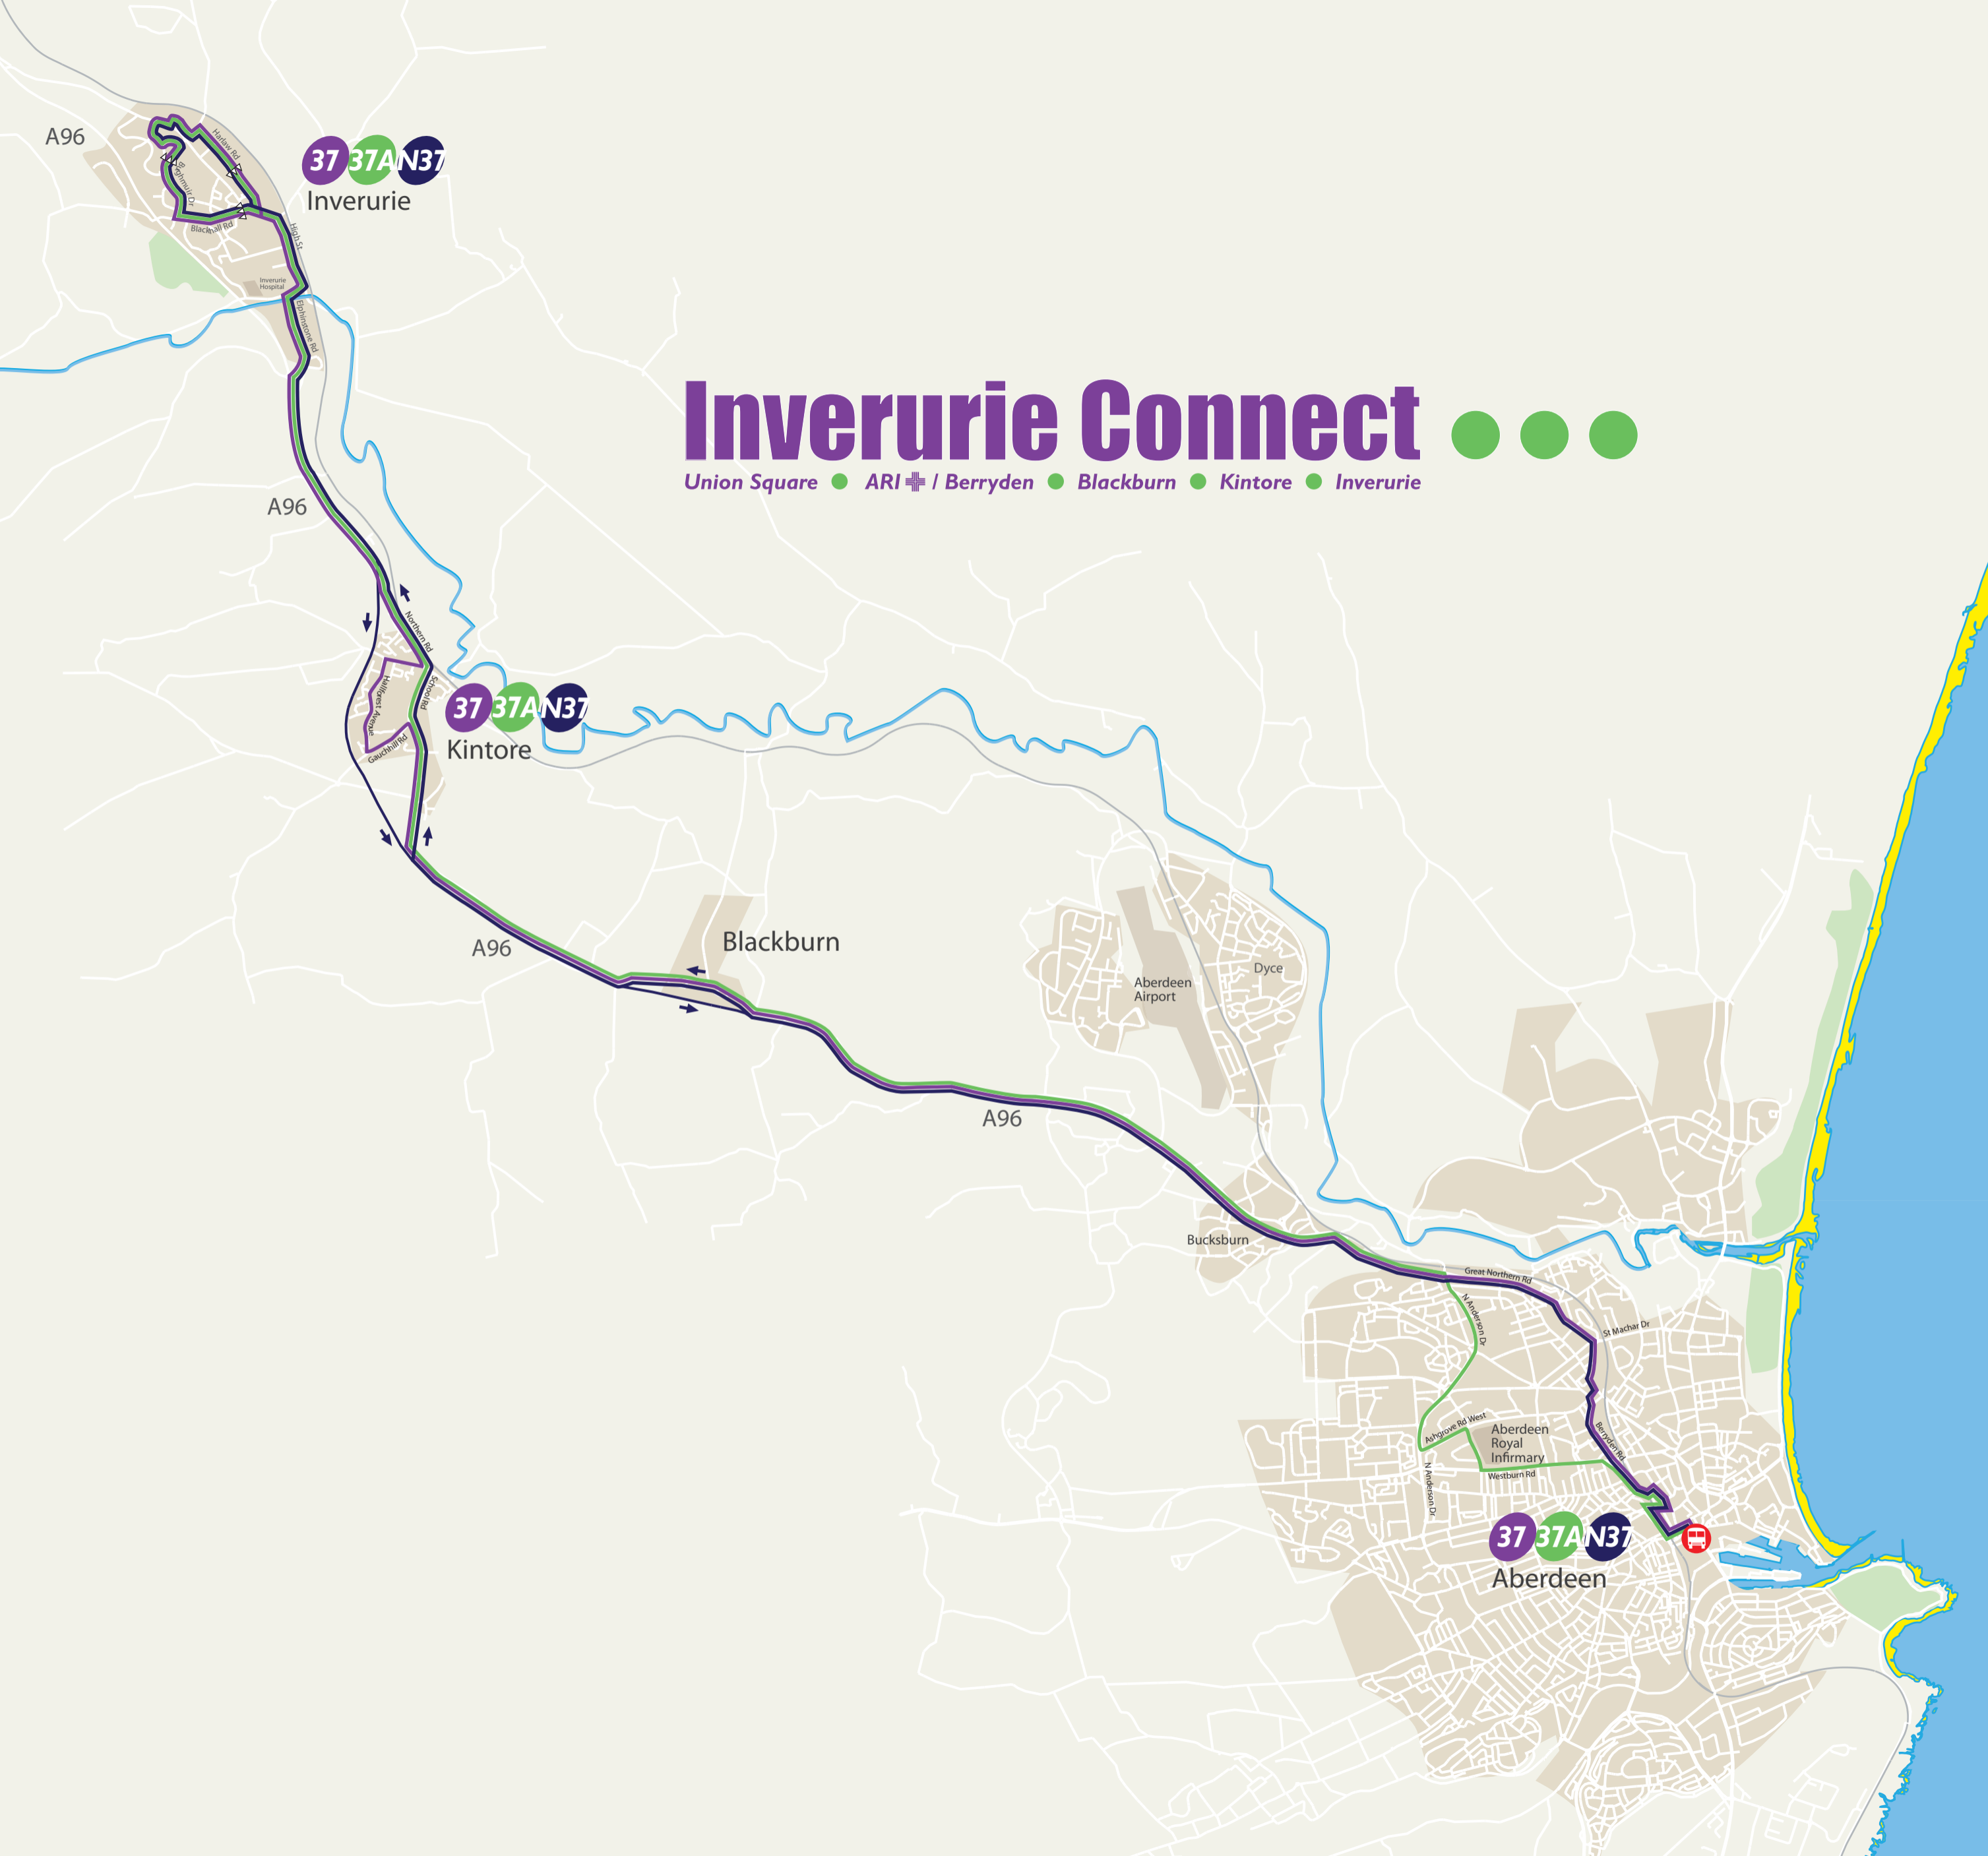 A96
Harlaw Rd
37 37A N37
Inverurie
Blackhall Rd
High St
Inverurie
Hospital
Elphinstone Rd
Inverurie Connect
Union Square ARI / Berryden Blackburn Kintore Inverurie
A96
Northern Rd
School Rd
Hallforest Avenue
Gauchhill Rd
37 37A N37
Kintore
A96
Blackburn
Aberdeen
Airport
Dyce
A96
Bucksburn
Great Northern Rd
N Anderson Dr
St Machar Dr
Ashgrove Rd West
Aberdeen
Royal
Infirmary
Berryden Rd
Westburn Rd
N Anderson Dr
37 37A N37
Aberdeen